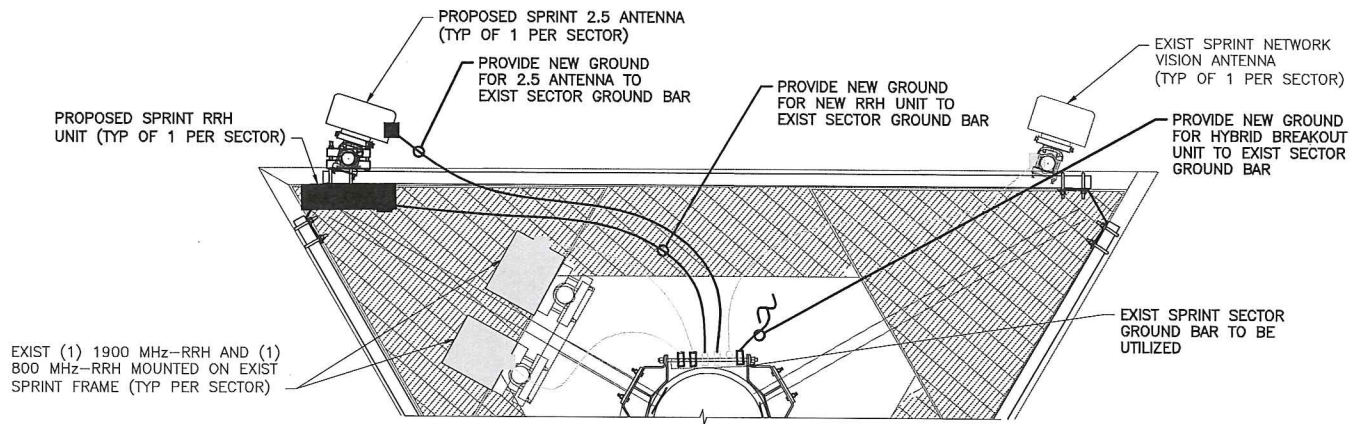 PROPOSED SPRINT 2.5 ANTENNA
(TYP OF 1 PER SECTOR)
PROVIDE NEW GROUND
FOR 2.5 ANTENNA TO
EXIST SECTOR GROUND BAR
PROPOSED SPRINT RRH
UNIT (TYP OF 1 PER SECTOR)
PROVIDE NEW GROUND
FOR NEW RRH UNIT TO
EXIST SECTOR GROUND BAR
EXIST SPRINT NETWORK
VISION ANTENNA
(TYP OF 1 PER SECTOR)
PROVIDE NEW GROUND
FOR HYBRID BREAKOUT
UNIT TO EXIST SECTOR
GROUND BAR
EXIST SPRINT SECTOR
GROUND BAR TO BE
UTILIZED
EXIST (1) 1900 MHz-RRH AND (1)
800 MHz-RRH MOUNTED ON EXIST
SPRINT FRAME (TYP PER SECTOR)